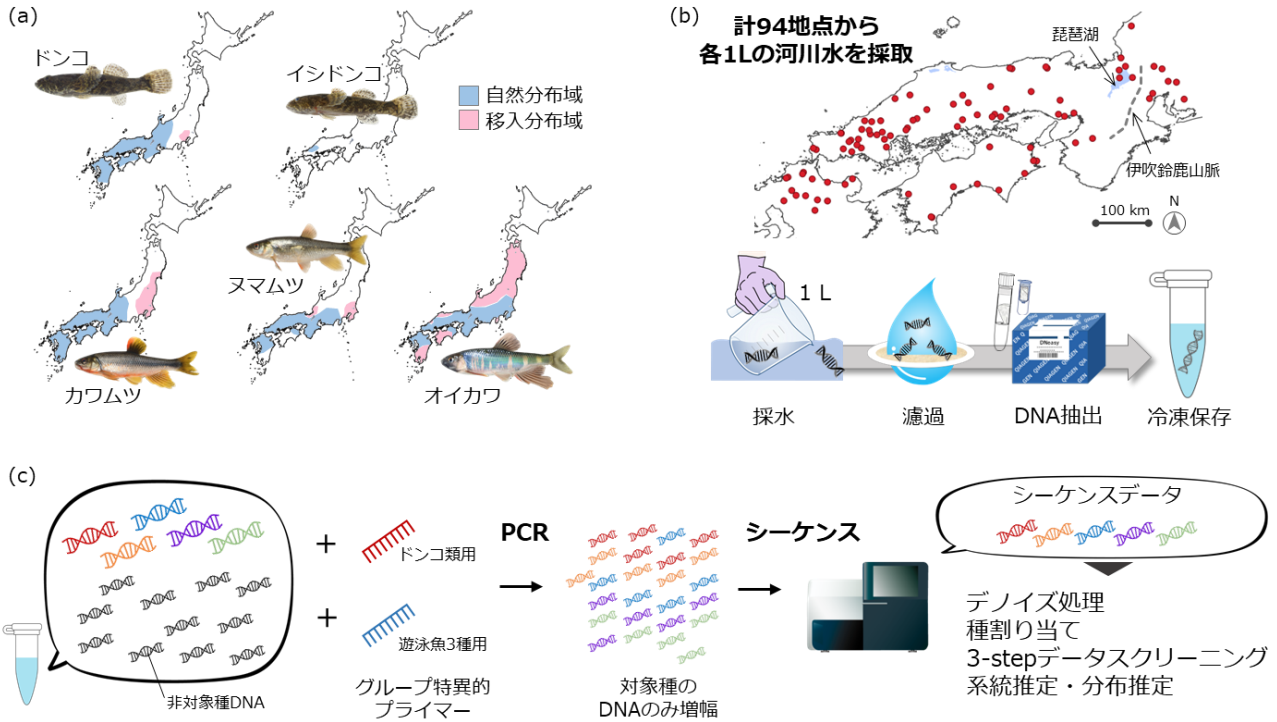 (a)
ドンコ
イシドンコ
自然分布域
移入分布域
ヌマムツ
カワムツ
オイカワ
(b)
計94地点から
各1Lの河川水を採取
琵琶湖
伊吹鈴鹿山脈
100 km
N
1 L
DNeasy
QIAGEN
採水
濾過
DNA抽出
冷凍保存
(c)
非対象種DNA
+
ドンコ類用
+
遊泳魚3種用
グループ特異的
プライマー
PCR
対象種の
DNAのみ増幅
シーケンス
シーケンスデータ
デノイズ処理
種割り当て
3-stepデータスクリーニング
系統推定・分布推定